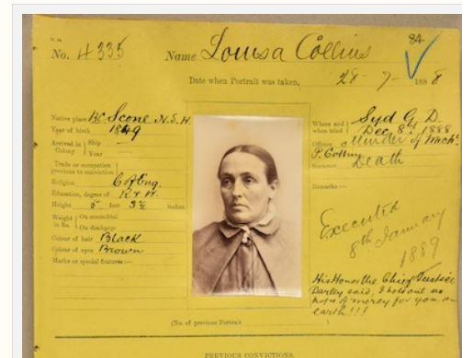 84
No. 4335 Name Louisa Collins
Date when Portrait was taken, 28-7-1888
Native place Scone N.S.W
Year of birth 1849
Arrived in Colony } Ship —
Year —
Trade or occupation previous to conviction }
Religion C of Eng.
Education, degree of R & W.
Height 5 feet 3½ inches
Weight in lbs. } On committal
On discharge
Colour of hair Black
Colour of eyes Brown
Marks or special features:—
Where and when tried } Syd G. D.
Dec. 8th 1888
Offence Murder of Mich'l
P. Collins
Sentence Death
Remarks:—
Executed
8th January
1889
His Honor the Chief Justice
Darley said, I hold out no
hope of mercy for you on
earth!!!
(No. of previous Portrait )
PREVIOUS CONVICTIONS.